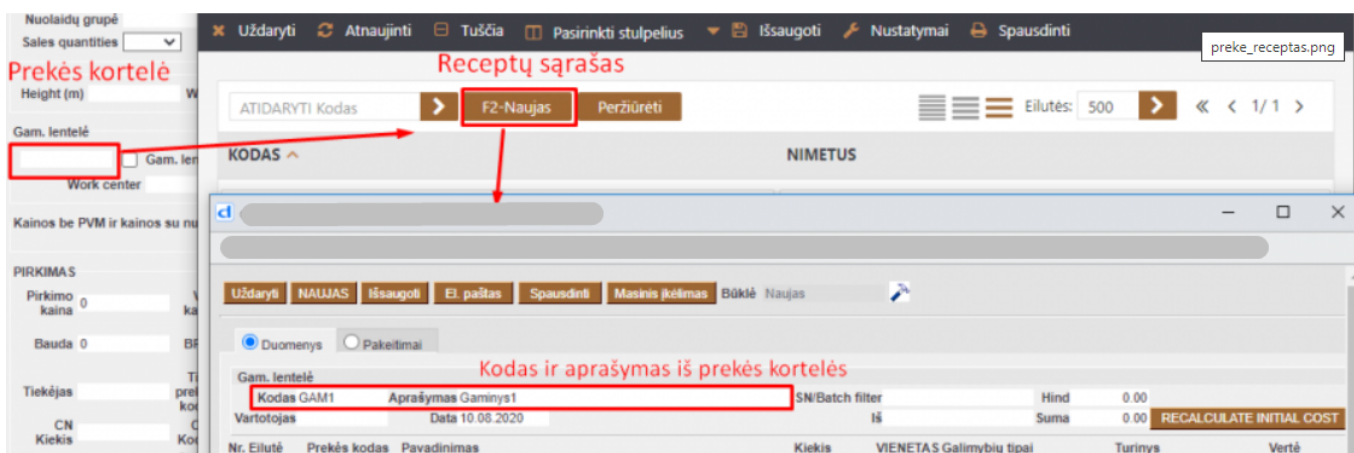 Nuolaidų grupė
Sales quantities
Prekės kortelė
Height (m)
Gam. lentelė
Gam. len
Work center
Kainos be PVM ir kainos su nu
PIRKIMAS
Pirkimo kaina 0
Bauda 0
Tiekėjas
CN Kiekis
Uždaryti Atnaujinti Tuščia Pasirinkti stulpelius Išsaugoti Nustatymai Spausdinti
preke_receptas.png
Receptų sąrašas
ATIDARYTI Kodas F2-Naujas Peržiūrėti Eilutės: 500 « < 1/ 1 >
KODAS NIMETUS
Uždaryti NAUJAS Išsaugoti El. paštas Spausdinti Masinis įkėlimas Būklė Naujas
Duomenys Pakeitimai
Kodas ir aprašymas iš prekės kortelės
Gam. lentelė
Kodas GAM1 Aprašymas Gaminys1 SN/Batch filter Hind 0.00
Vartotojas Data 10.08.2020 Iš Suma 0.00 RECALCULATE INITIAL COST
Nr. Eilutė Prekės kodas Pavadinimas Kiekis VIENETAS Galimybių tipai Turinys Vertė